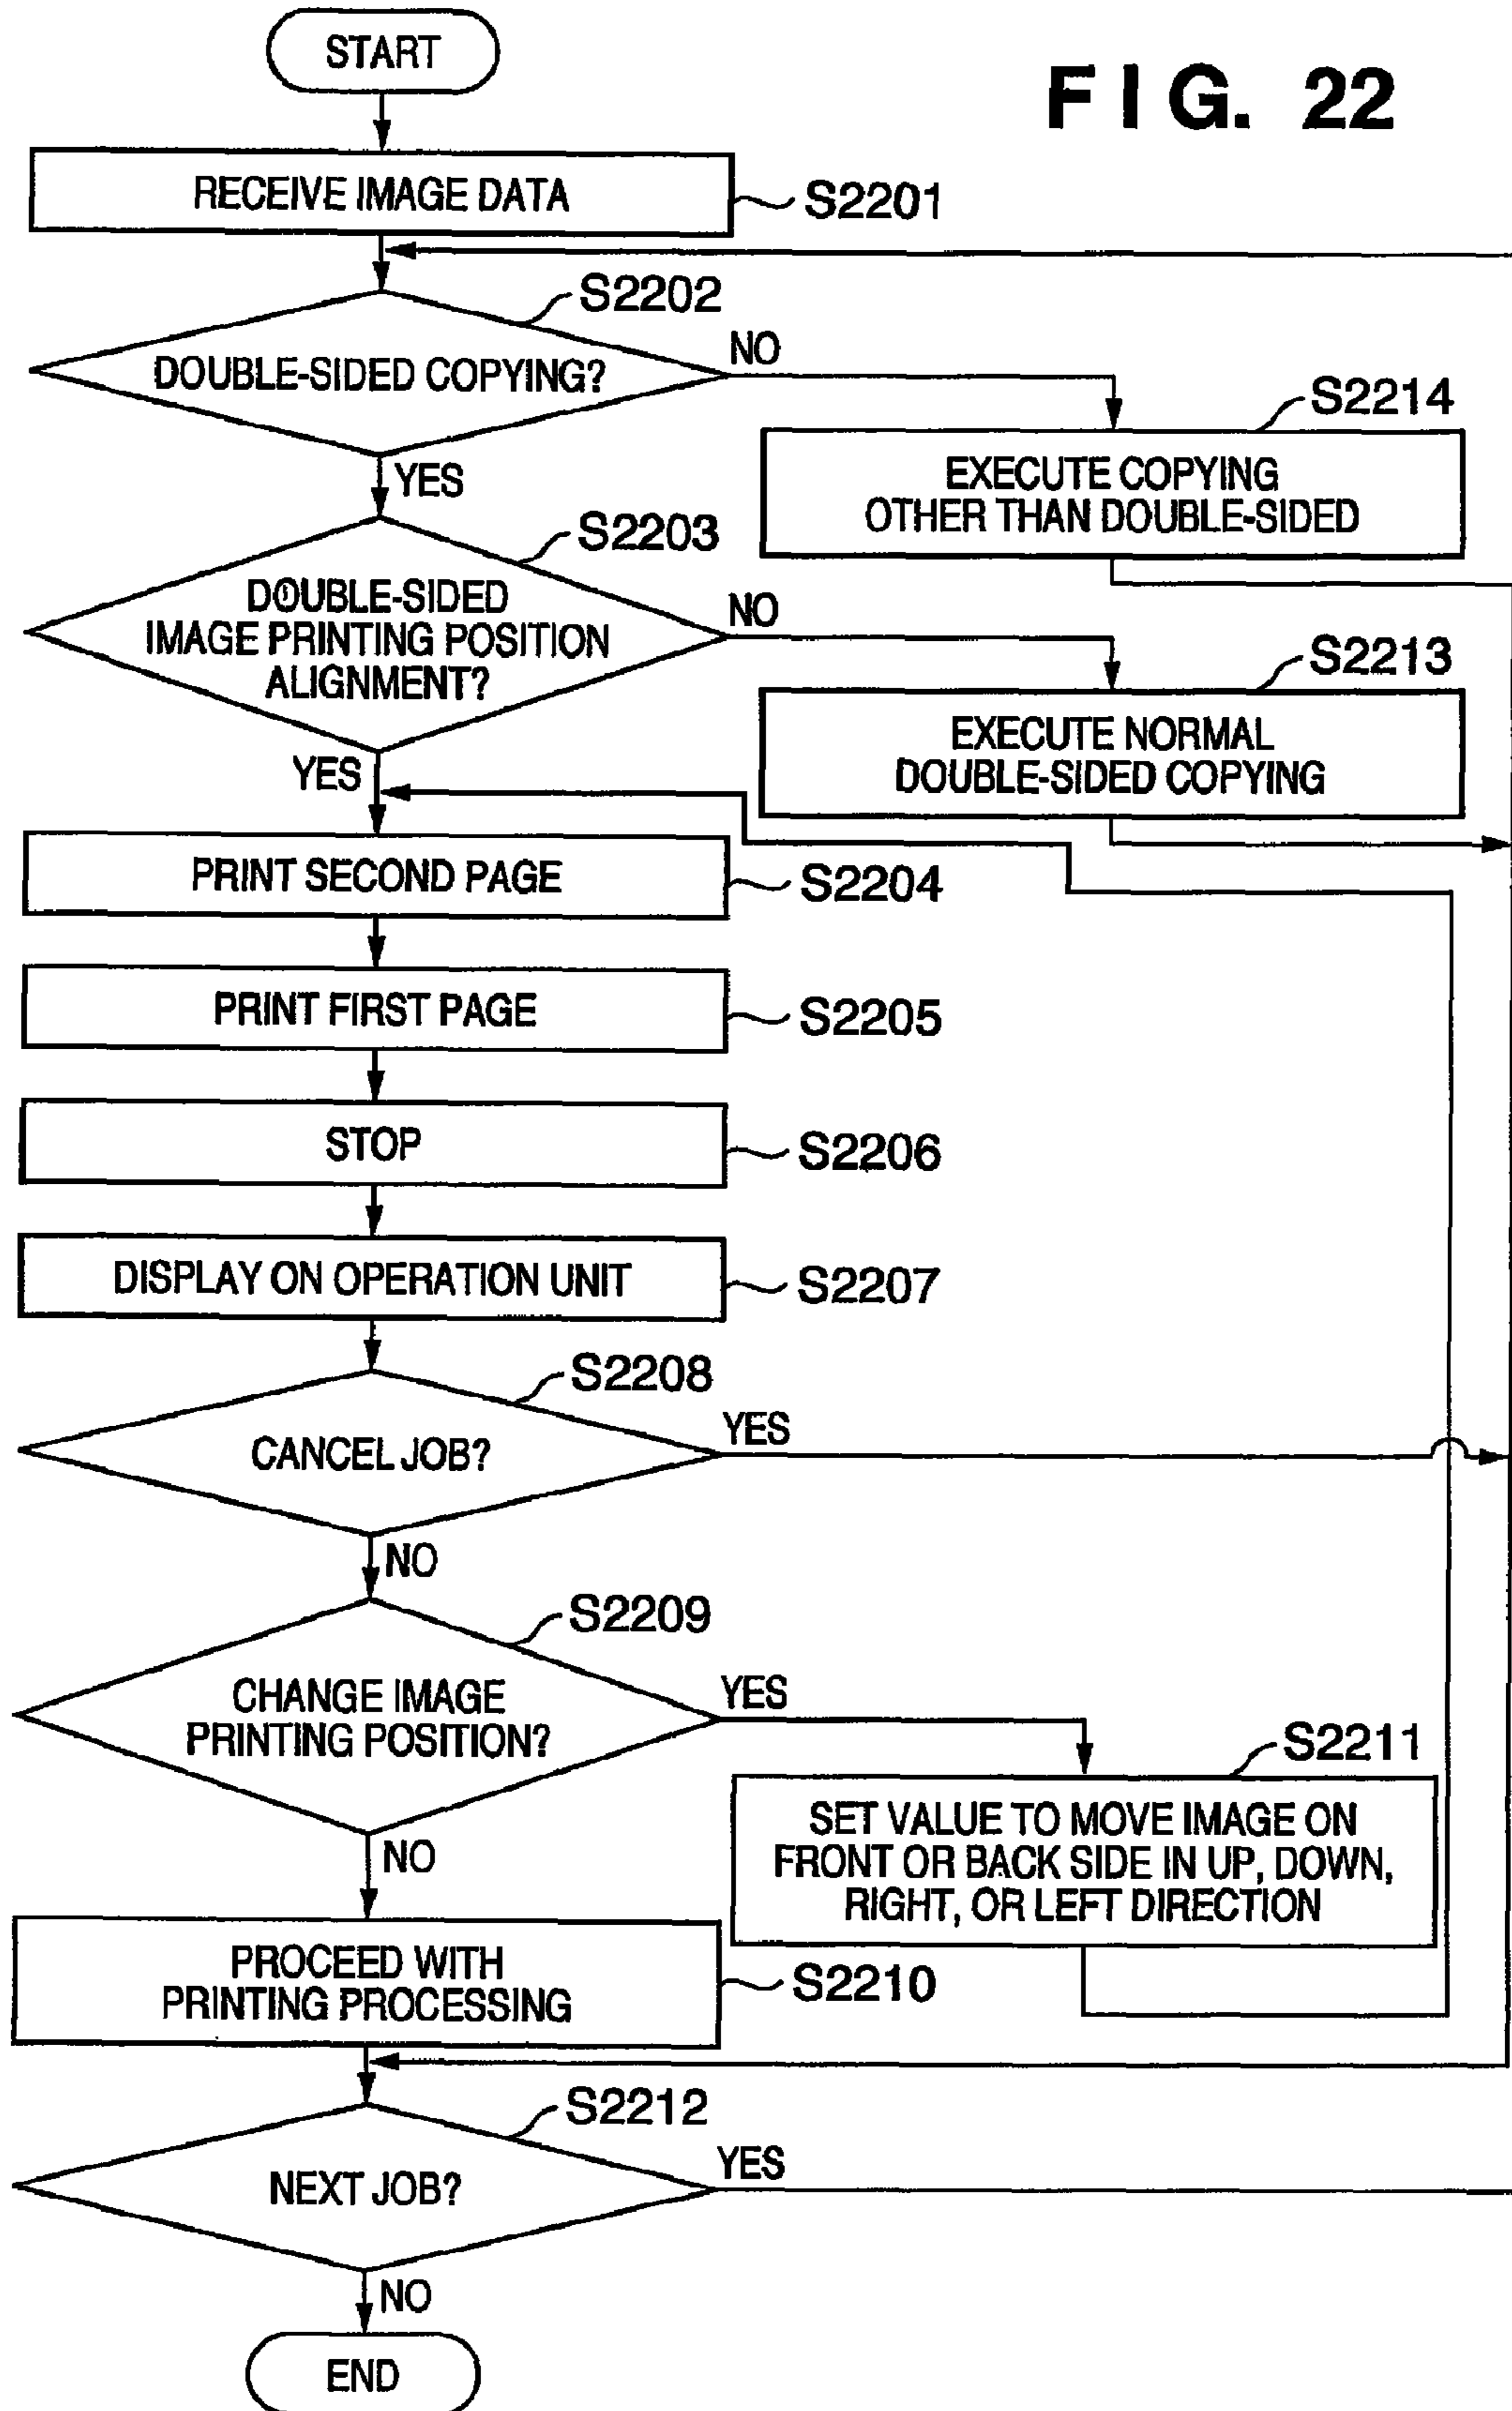 START
FIG. 22
RECEIVE IMAGE DATA
S2201
S2202
DOUBLE-SIDED COPYING?
NO
S2214
EXECUTE COPYING
OTHER THAN DOUBLE-SIDED
YES
S2203
DOUBLE-SIDED
IMAGE PRINTING POSITION
ALIGNMENT?
NO
S2213
EXECUTE NORMAL
DOUBLE-SIDED COPYING
YES
PRINT SECOND PAGE
S2204
PRINT FIRST PAGE
S2205
STOP
S2206
DISPLAY ON OPERATION UNIT
S2207
S2208
CANCEL JOB?
YES
NO
S2209
CHANGE IMAGE
PRINTING POSITION?
YES
S2211
SET VALUE TO MOVE IMAGE ON
FRONT OR BACK SIDE IN UP, DOWN,
RIGHT, OR LEFT DIRECTION
NO
PROCEED WITH
PRINTING PROCESSING
S2210
S2212
NEXT JOB?
YES
NO
END